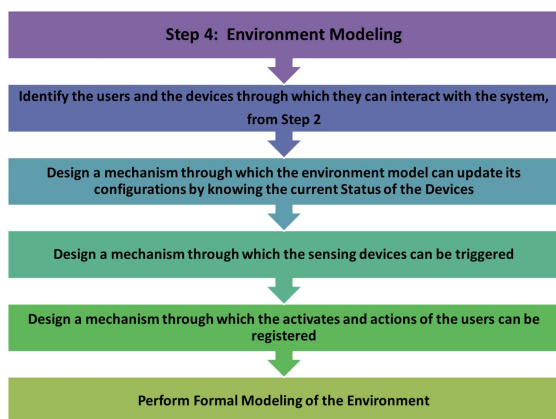 Step 4:  Environment Modeling
Identify the users and the devices through which they can interact with the system,
from Step 2
Design a mechanism through which the environment model can update its
configurations by knowing the current Status of the Devices
Design a mechanism through which the sensing devices can be triggered
Design a mechanism through which the activates and actions of the users can be
registered
Perform Formal Modeling of the Environment